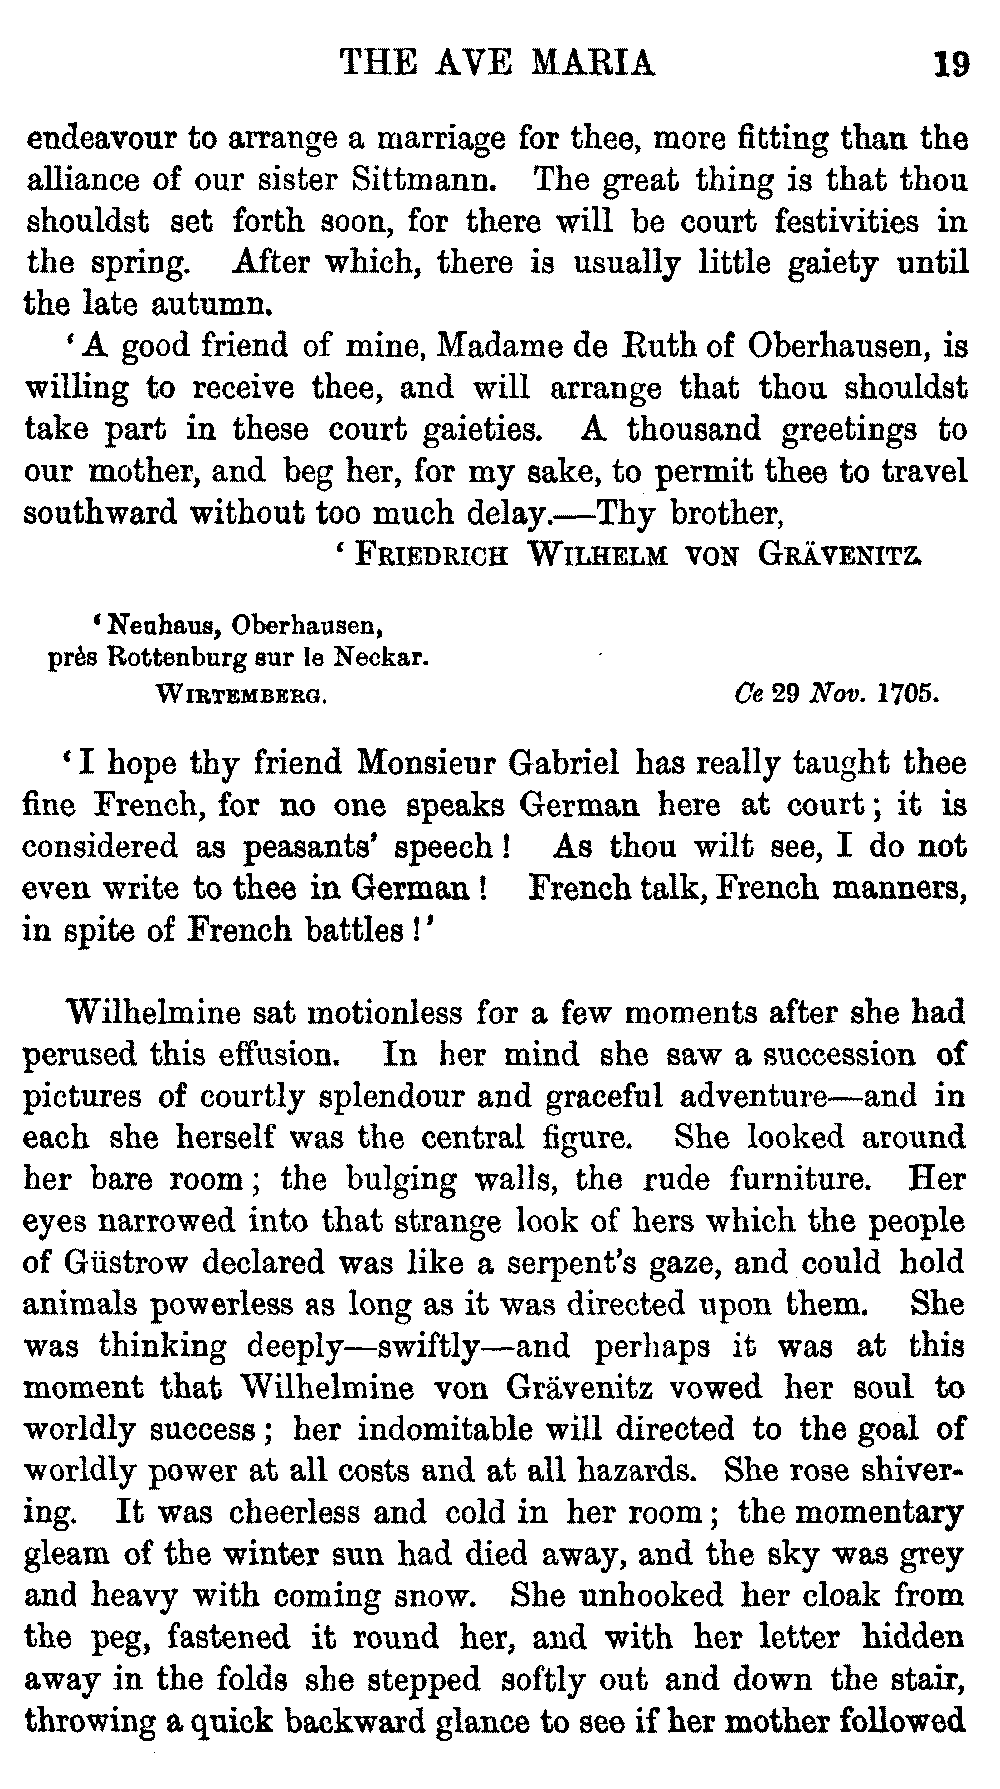 THE AVE MARIA 19
endeavour to arrange a marriage for thee, more fitting than the
alliance of our sister Sittmann. The great thing is that thou
shouldst set forth soon, for there will be court festivities in
the spring. After which, there is usually little gaiety until
the late autumn.
‘A good friend of mine, Madame de Ruth of Oberhausen, is
willing to receive thee, and will arrange that thou shouldst
take part in these court gaieties. A thousand greetings to
our mother, and beg her, for my sake, to permit thee to travel
southward without too much delay.—Thy brother,
‘FRIEDRICH WILHELM VON GRÄVENITZ.
‘Neuhaus, Oberhausen,
près Rottenburg sur le Neckar.
WIRTEMBERG. Ce 29 Nov. 1705.
‘I hope thy friend Monsieur Gabriel has really taught thee
fine French, for no one speaks German here at court; it is
considered as peasants’ speech! As thou wilt see, I do not
even write to thee in German! French talk, French manners,
in spite of French battles!’
Wilhelmine sat motionless for a few moments after she had
perused this effusion. In her mind she saw a succession of
pictures of courtly splendour and graceful adventure—and in
each she herself was the central figure. She looked around
her bare room; the bulging walls, the rude furniture. Her
eyes narrowed into that strange look of hers which the people
of Güstrow declared was like a serpent’s gaze, and could hold
animals powerless as long as it was directed upon them. She
was thinking deeply—swiftly—and perhaps it was at this
moment that Wilhelmine von Grävenitz vowed her soul to
worldly success; her indomitable will directed to the goal of
worldly power at all costs and at all hazards. She rose shiver-
ing. It was cheerless and cold in her room; the momentary
gleam of the winter sun had died away, and the sky was grey
and heavy with coming snow. She unhooked her cloak from
the peg, fastened it round her, and with her letter hidden
away in the folds she stepped softly out and down the stair,
throwing a quick backward glance to see if her mother followed